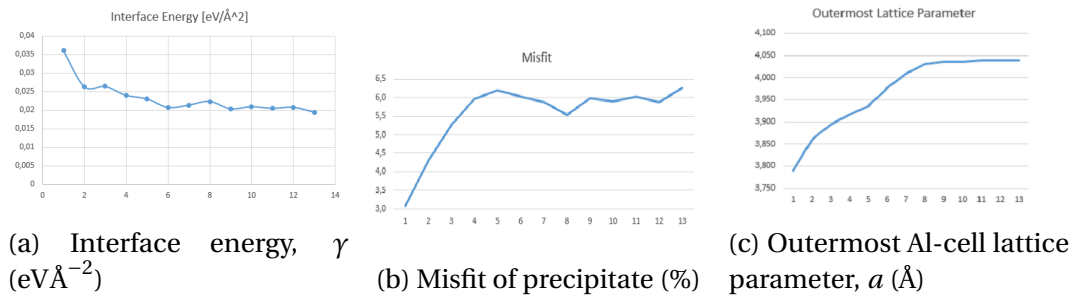 Interface Energy [eV/Å^2]
0,04
0,035
0,03
0,025
0,02
0,015
0,01
0,005
0
0 2 4 6 8 10 12 14
(a) Interface energy, γ
(eVÅ⁻²)
Misfit
6,5
6,0
5,5
5,0
4,5
4,0
3,5
3,0
1 2 3 4 5 6 7 8 9 10 11 12 13
(b) Misfit of precipitate (%)
Outermost Lattice Parameter
4,100
4,050
4,000
3,950
3,900
3,850
3,800
3,750
1 2 3 4 5 6 7 8 9 10 11 12 13
(c) Outermost Al-cell lattice
parameter, a (Å)